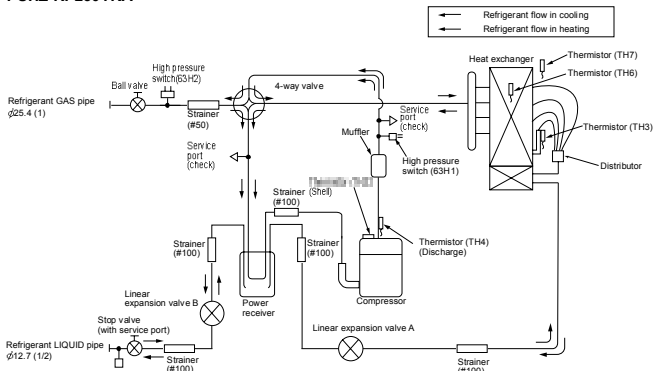 Refrigerant flow in cooling
Refrigerant flow in heating
Heat exchanger
Thermistor (TH7)
Thermistor (TH6)
High pressure
switch(63H2)
Ball valve
4-way valve
Refrigerant GAS pipe
ø25.4 (1)
Strainer
(#50)
Service
port
(check)
Muffler
Thermistor (TH3)
Service
port
(check)
High pressure
switch (63H1)
Distributor
Strainer
(#100)
(Shell)
Strainer
(#100)
Strainer
(#100)
Thermistor (TH4)
(Discharge)
Linear
expansion valve B
Power
receiver
Compressor
Stop valve
(with service port)
Linear expansion valve A
Refrigerant LIQUID pipe
ø12.7 (1/2)
Strainer
(#100)
Strainer
(#100)